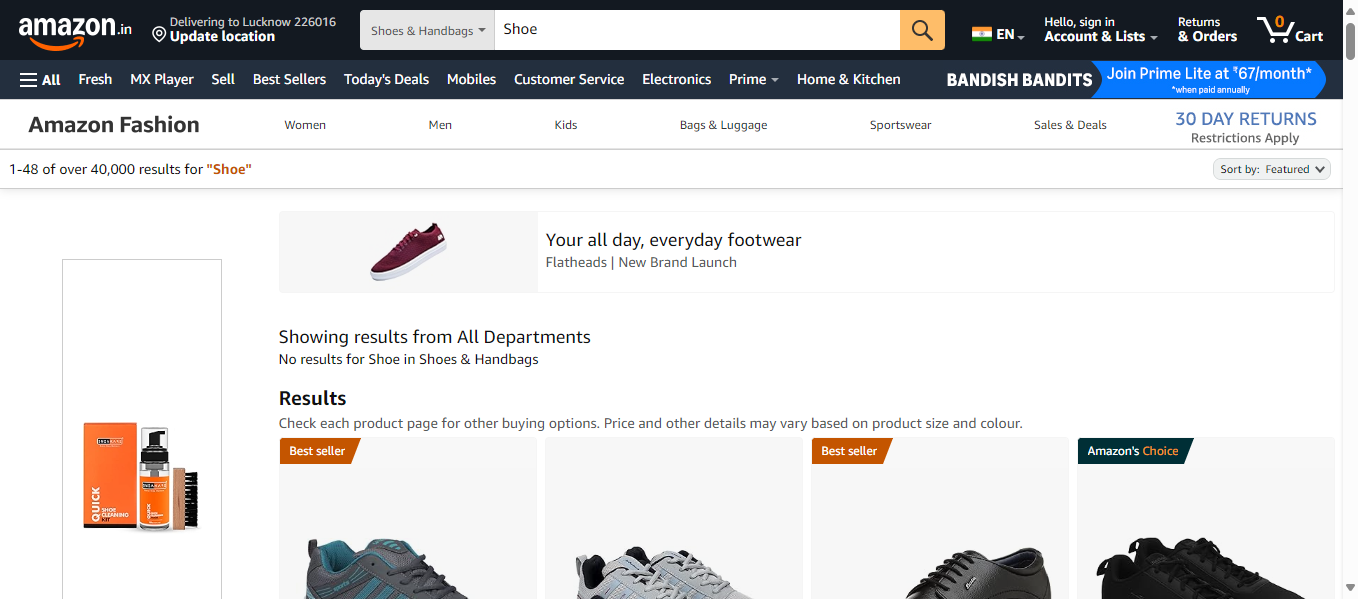 amazon.in
Delivering to Lucknow 226016
Update location
Shoes & Handbags
Shoe
EN
Hello, sign in
Account & Lists
Returns
& Orders
0
Cart
All
Fresh
MX Player
Sell
Best Sellers
Today's Deals
Mobiles
Customer Service
Electronics
Prime
Home & Kitchen
BANDISH BANDITS
Join Prime Lite at ₹67/month*
*when paid annually
Amazon Fashion
Women
Men
Kids
Bags & Luggage
Sportswear
Sales & Deals
30 DAY RETURNS
Restrictions Apply
1-48 of over 40,000 results for "Shoe"
Sort by: Featured
Your all day, everyday footwear
Flatheads | New Brand Launch
Showing results from All Departments
No results for Shoe in Shoes & Handbags
Results
Check each product page for other buying options. Price and other details may vary based on product size and colour.
Best seller
Best seller
Amazon's Choice
QUICK
SHOE
CLEANING
KIT
QUICK